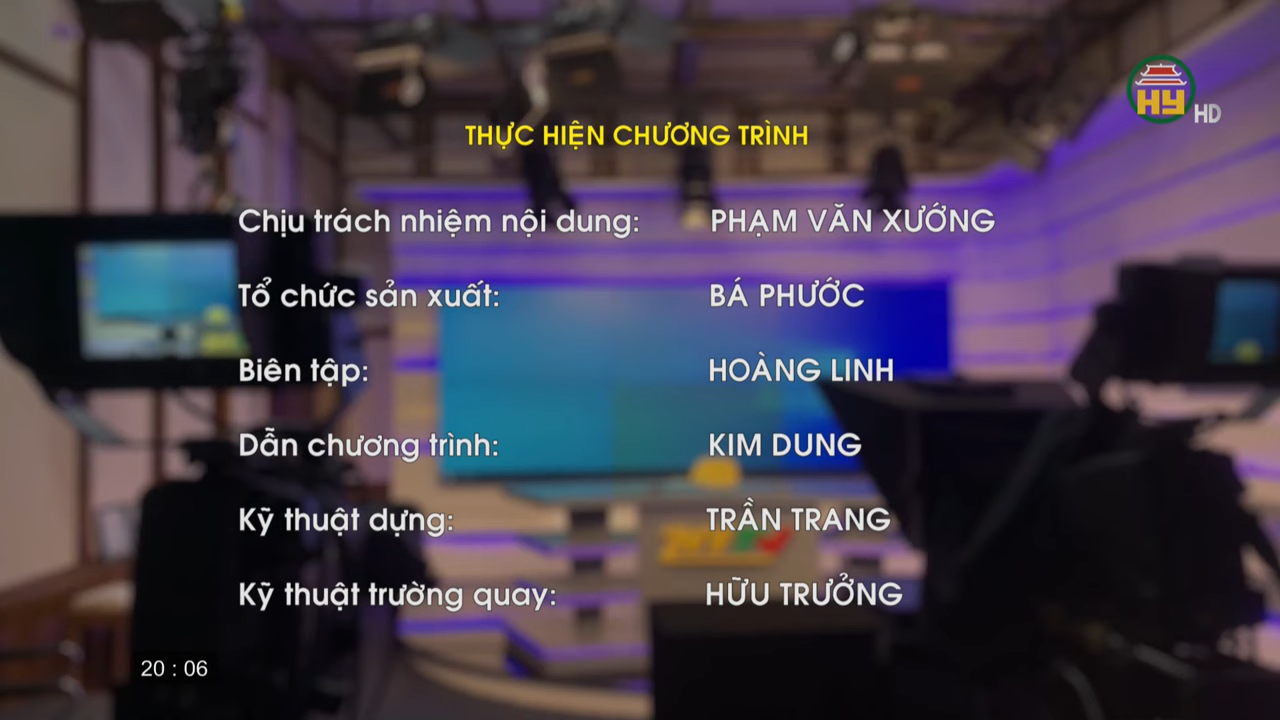 HY HD
THỰC HIỆN CHƯƠNG TRÌNH
Chịu trách nhiệm nội dung: PHẠM VĂN XƯỚNG
Tổ chức sản xuất: BÁ PHƯỚC
Biên tập: HOÀNG LINH
Dẫn chương trình: KIM DUNG
Kỹ thuật dựng: TRẦN TRANG
Kỹ thuật trường quay: HỮU TRƯỞNG
20 : 06